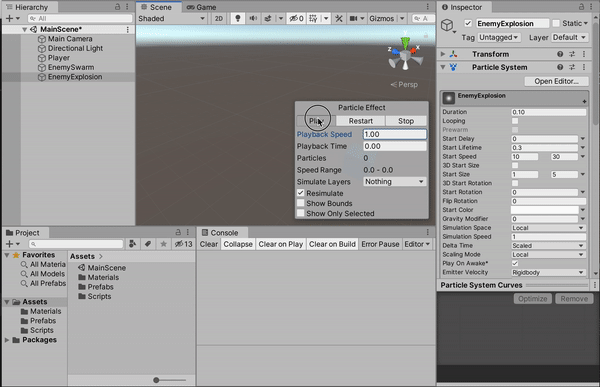 Hierarchy
All
MainScene*
Main Camera
Directional Light
Player
EnemySwarm
EnemyExplosion
Scene
Game
Shaded
2D
0
Gizmos
A
Persp
Particle Effect
Play
Restart
Stop
Playback Speed 1.00
Playback Time 0.00
Particles 0
Speed Range 0.0 - 0.0
Simulate Layers Nothing
Resimulate
Show Bounds
Show Only Selected
Inspector
EnemyExplosion
Static
Tag Untagged
Layer Default
Transform
Particle System
Open Editor...
EnemyExplosion
Duration 0.10
Looping
Prewarm
Start Delay 0
Start Lifetime 0.3
Start Speed 10 30
3D Start Size
Start Size 1 5
3D Start Rotation
Start Rotation 0
Flip Rotation 0
Start Color
Gravity Modifier 0
Simulation Space Local
Simulation Speed 1
Delta Time Scaled
Scaling Mode Local
Play On Awake*
Emitter Velocity Rigidbody
Particle System Curves
Optimize
Remove
Project
13
Favorites
All Materia
All Models
All Prefabs
Assets
Materials
Prefabs
Scripts
Packages
Assets
MainScene
Materials
Prefabs
Scripts
Console
Clear
Collapse
Clear on Play
Clear on Build
Error Pause
Editor